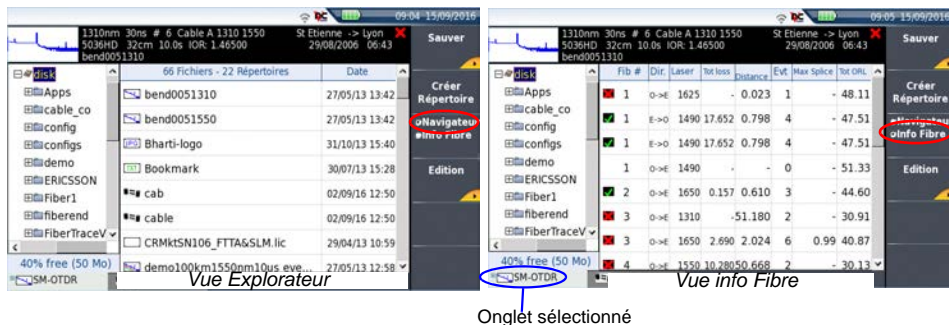 09:04 15/09/2016
1310nm 30ns # 6 Cable A 1310 1550 St Etienne -> Lyon
5036HD 32cm 10.0s IOR: 1.46500 29/08/2006 06:43
bend0051310
Sauver
disk
Apps
cable_co
config
configs
demo
ERICSSON
Fiber1
fiberend
FiberTraceV
40% free (50 Mo)
66 Fichiers - 22 Répertoires Date
bend0051310 27/05/13 13:42
bend0051550 27/05/13 13:42
Bharti-logo 31/10/13 15:40
Bookmark 30/07/13 15:28
cab 02/09/16 12:50
cable 02/09/16 12:50
CRMktSN106_FTTA&SLM.lic 29/04/13 10:59
demo100km1550nm10us eve... 27/05/13 12:58
Créer
Répertoire
Navigateur
Info Fibre
Edition
SM-OTDR
Vue Explorateur
09:05 15/09/2016
1310nm 30ns # 6 Cable A 1310 1550 St Etienne -> Lyon
5036HD 32cm 10.0s IOR: 1.46500 29/08/2006 06:43
bend0051310
Sauver
disk
Apps
cable_co
config
configs
demo
ERICSSON
Fiber1
fiberend
FiberTraceV
40% free (50 Mo)
Fib # Dir. Laser Tot loss Distance Evt Max Splice Tot ORL
1 O->E 1625 - 0.023 1 - 48.11
1 E->O 1490 17.652 0.798 4 - 47.51
1 E->O 1490 17.652 0.798 4 - 47.51
1 O->E 1490 - - 0 - 51.33
2 O->E 1650 0.157 0.610 3 - 44.60
3 O->E 1310 - 51.180 2 - 30.91
3 O->E 1650 2.690 2.024 6 0.99 40.87
4 O->E 1550 10.280 50.668 2 - 30.13
Créer
Répertoire
Navigateu
Info Fibre
Edition
SM-OTDR
Vue info Fibre
Onglet sélectionné